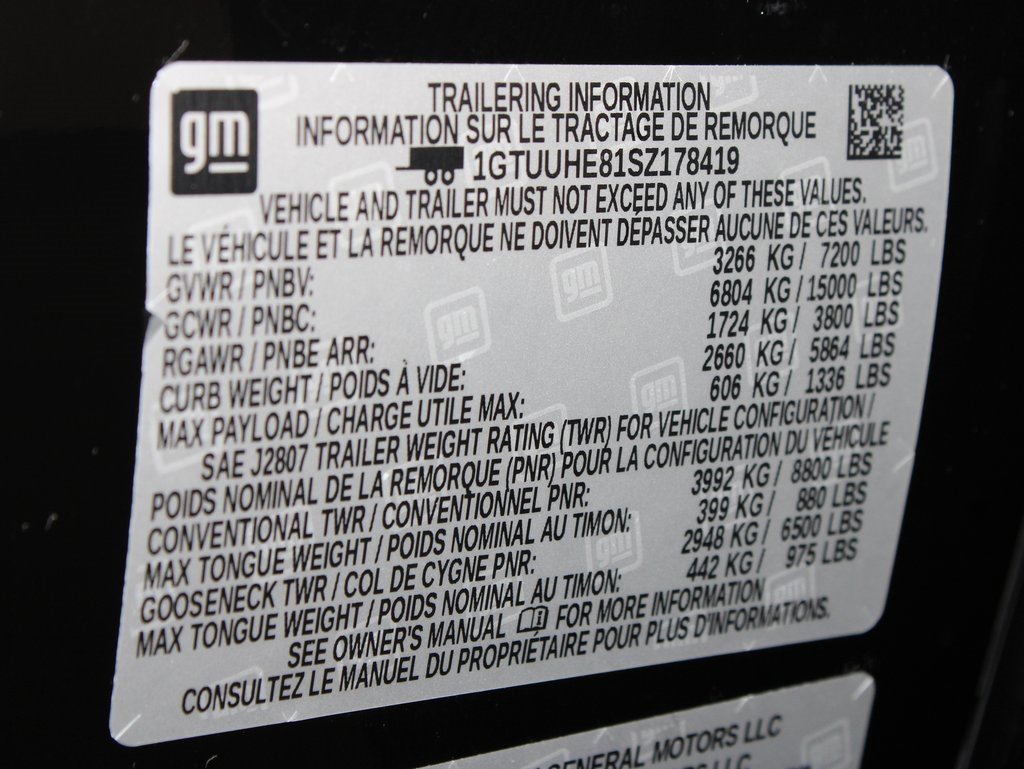 gm
TRAILERING INFORMATION
INFORMATION SUR LE TRACTAGE DE REMORQUE
1GTUUHE81SZ178419
VEHICLE AND TRAILER MUST NOT EXCEED ANY OF THESE VALUES.
LE VÉHICULE ET LA REMORQUE NE DOIVENT DÉPASSER AUCUNE DE CES VALEURS.
GVWR / PNBV: 3266 KG / 7200 LBS
GCWR / PNBC: 6804 KG / 15000 LBS
RGAWR / PNBE ARR: 1724 KG / 3800 LBS
CURB WEIGHT / POIDS À VIDE: 2660 KG / 5864 LBS
MAX PAYLOAD / CHARGE UTILE MAX: 606 KG / 1336 LBS
SAE J2807 TRAILER WEIGHT RATING (TWR) FOR VEHICLE CONFIGURATION /
POIDS NOMINAL DE LA REMORQUE (PNR) POUR LA CONFIGURATION DU VÉHICULE
CONVENTIONAL TWR / CONVENTIONNEL PNR: 3992 KG / 8800 LBS
MAX TONGUE WEIGHT / POIDS NOMINAL AU TIMON: 399 KG / 880 LBS
GOOSENECK TWR / COL DE CYGNE PNR: 2948 KG / 6500 LBS
MAX TONGUE WEIGHT / POIDS NOMINAL AU TIMON: 442 KG / 975 LBS
SEE OWNER'S MANUAL FOR MORE INFORMATION
CONSULTEZ LE MANUEL DU PROPRIÉTAIRE POUR PLUS D'INFORMATIONS.
GENERAL MOTORS LLC
LLC